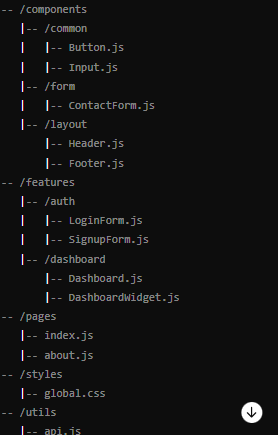 -- /components
|-- /common
| |-- Button.js
| |-- Input.js
|-- /form
| |-- ContactForm.js
|-- /layout
|-- Header.js
|-- Footer.js
-- /features
|-- /auth
| |-- LoginForm.js
| |-- SignupForm.js
|-- /dashboard
|-- Dashboard.js
|-- DashboardWidget.js
-- /pages
|-- index.js
|-- about.js
-- /styles
|-- global.css
-- /utils
|-- api.js